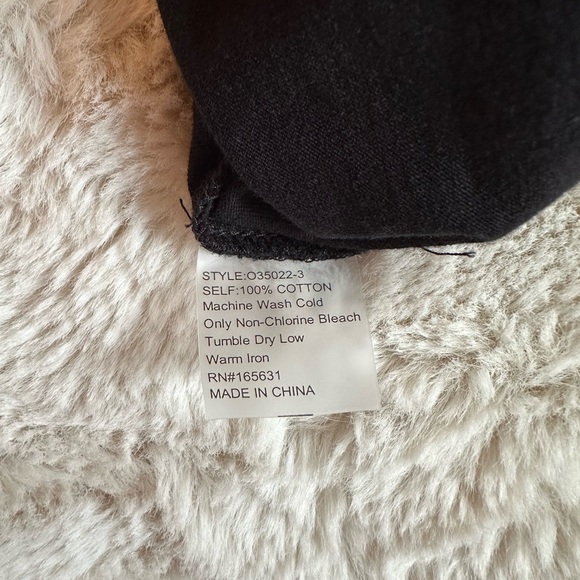 STYLE:O35022-3
SELF:100% COTTON
Machine Wash Cold
Only Non-Chlorine Bleach
Tumble Dry Low
Warm Iron
RN#165631
MADE IN CHINA